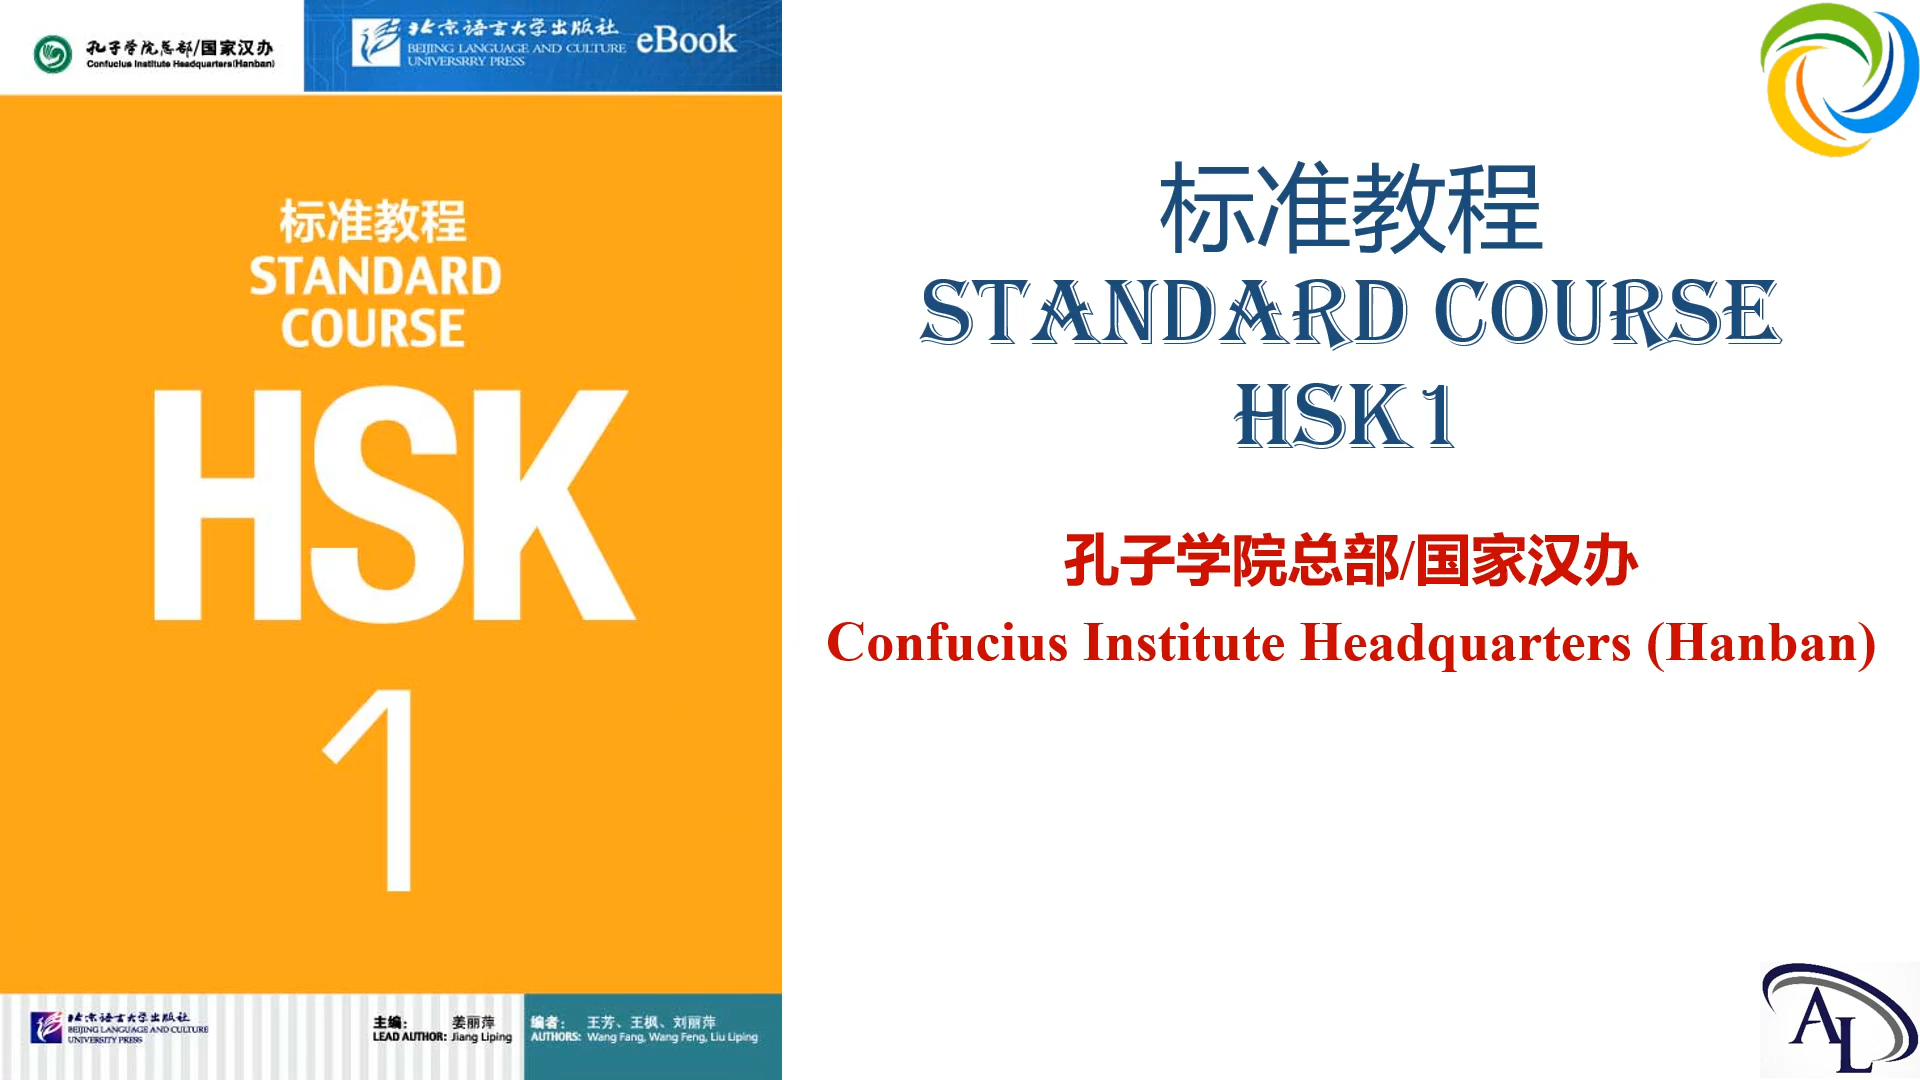 孔子学院总部/国家汉办
Confucius Institute Headquarters(Hanban)
北京语言大学出版社
BEIJING LANGUAGE AND CULTURE
UNIVERSRRY PRESS
eBook
标准教程
STANDARD
COURSE
HSK
1
北京语言大学出版社
BEIJING LANGUAGE AND CULTURE
UNIVERSITY PRESS
主编： 姜丽萍
LEAD AUTHOR: Jiang Liping
编者： 王芳、王枫、刘丽萍
AUTHORS: Wang Fang, Wang Feng, Liu Liping
标准教程
STANDARD COURSE
HSK1
孔子学院总部/国家汉办
Confucius Institute Headquarters (Hanban)
AL